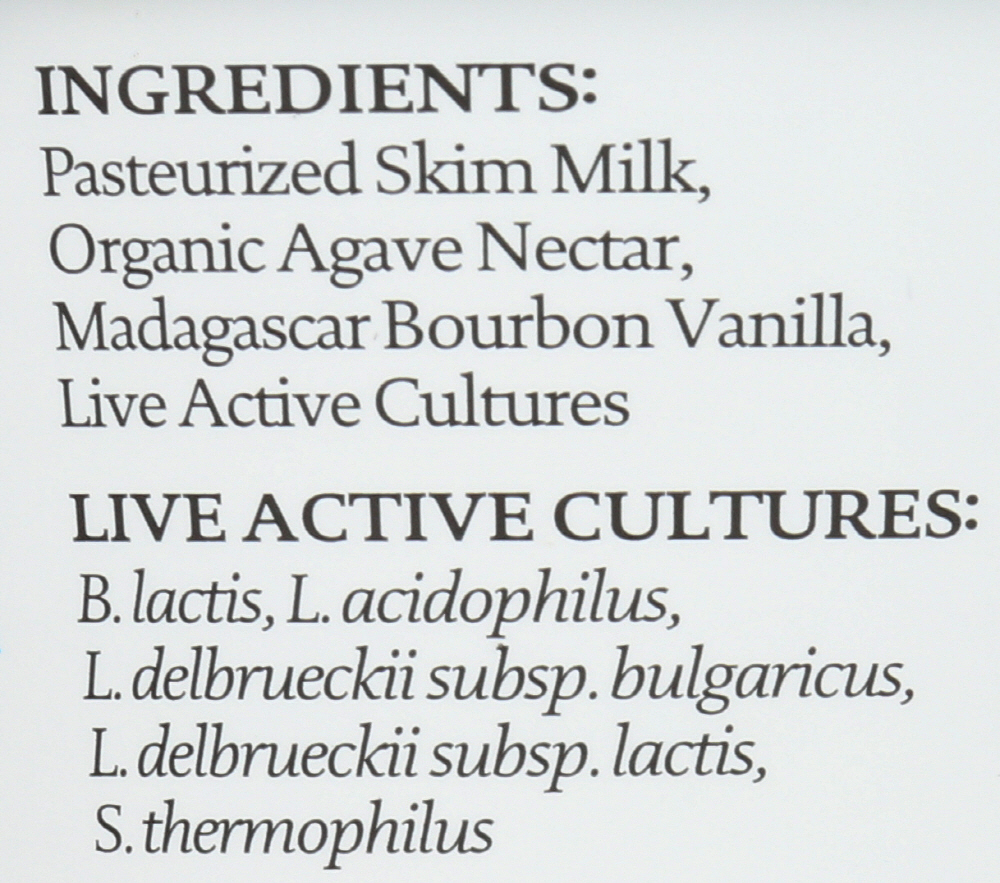 INGREDIENTS:
Pasteurized Skim Milk,
Organic Agave Nectar,
Madagascar Bourbon Vanilla,
Live Active Cultures
LIVE ACTIVE CULTURES:
B. lactis, L. acidophilus,
L. delbrueckii subsp. bulgaricus,
L. delbrueckii subsp. lactis,
S. thermophilus